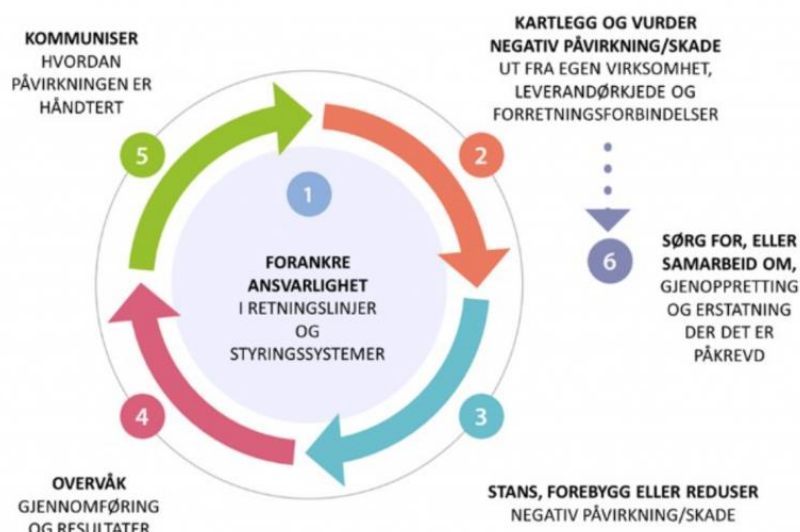 1
FORANKRE
ANSVARLIGHET
I RETNINGSLINJER
OG
STYRINGSSYSTEMER
2
KARTLEGG OG VURDER
NEGATIV PÅVIRKNING/SKADE
UT FRA EGEN VIRKSOMHET,
LEVERANDØRKJEDE OG
FORRETNINGSFORBINDELSER
3
STANS, FOREBYGG ELLER REDUSER
NEGATIV PÅVIRKNING/SKADE
4
OVERVÅK
GJENNOMFØRING
OG RESULTATER
5
KOMMUNISER
HVORDAN
PÅVIRKNINGEN ER
HÅNDTERT
6
SØRG FOR, ELLER
SAMARBEID OM,
GJENOPPRETTING
OG ERSTATNING
DER DET ER
PÅKREVD